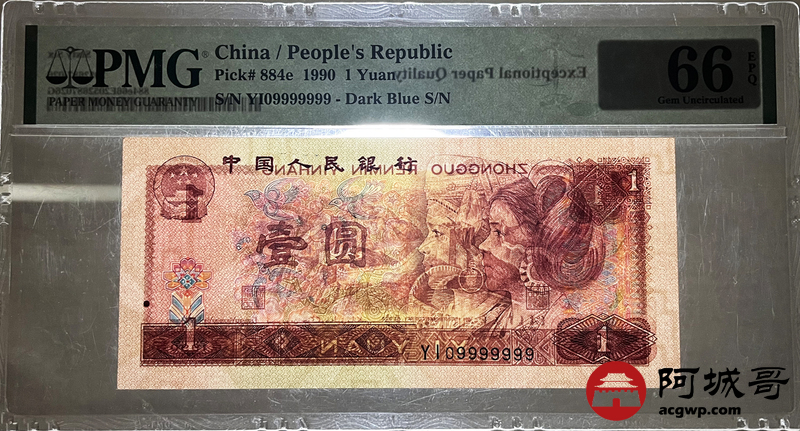 PMG
China / People's Republic
Pick# 884e 1990 1 Yuan
Exceptional Paper Quality
66 EPQ
PAPER MONEY GUARANTY
S/N YI09999999 - Dark Blue S/N
Gem Uncirculated
中国人民银行
ZHONGGUO RENMIN YINHANG
1
壹圆
1
YI YUAN
YI09999999
1
阿城哥
acgwp.com